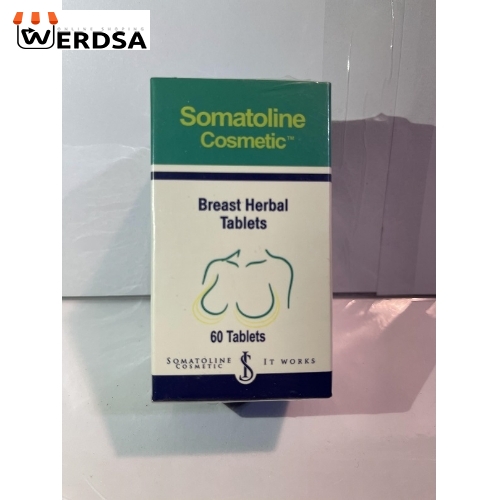 WERDSA
Somatoline
Cosmetic™
Breast Herbal
Tablets
60 Tablets
SOMATOLINE
COSMETIC
IT WORKS